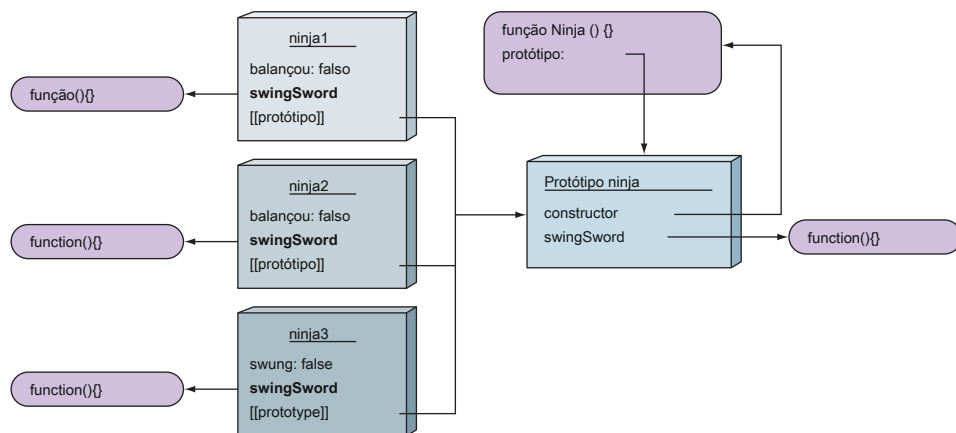 ninja1
balançou: falso
swingSword
[[protótipo]]
função(){}
função Ninja () {}
protótipo:
ninja2
balançou: falso
swingSword
[[protótipo]]
function(){}
Protótipo ninja
constructor
swingSword
function(){}
ninja3
swung: false
swingSword
[[prototype]]
function(){}